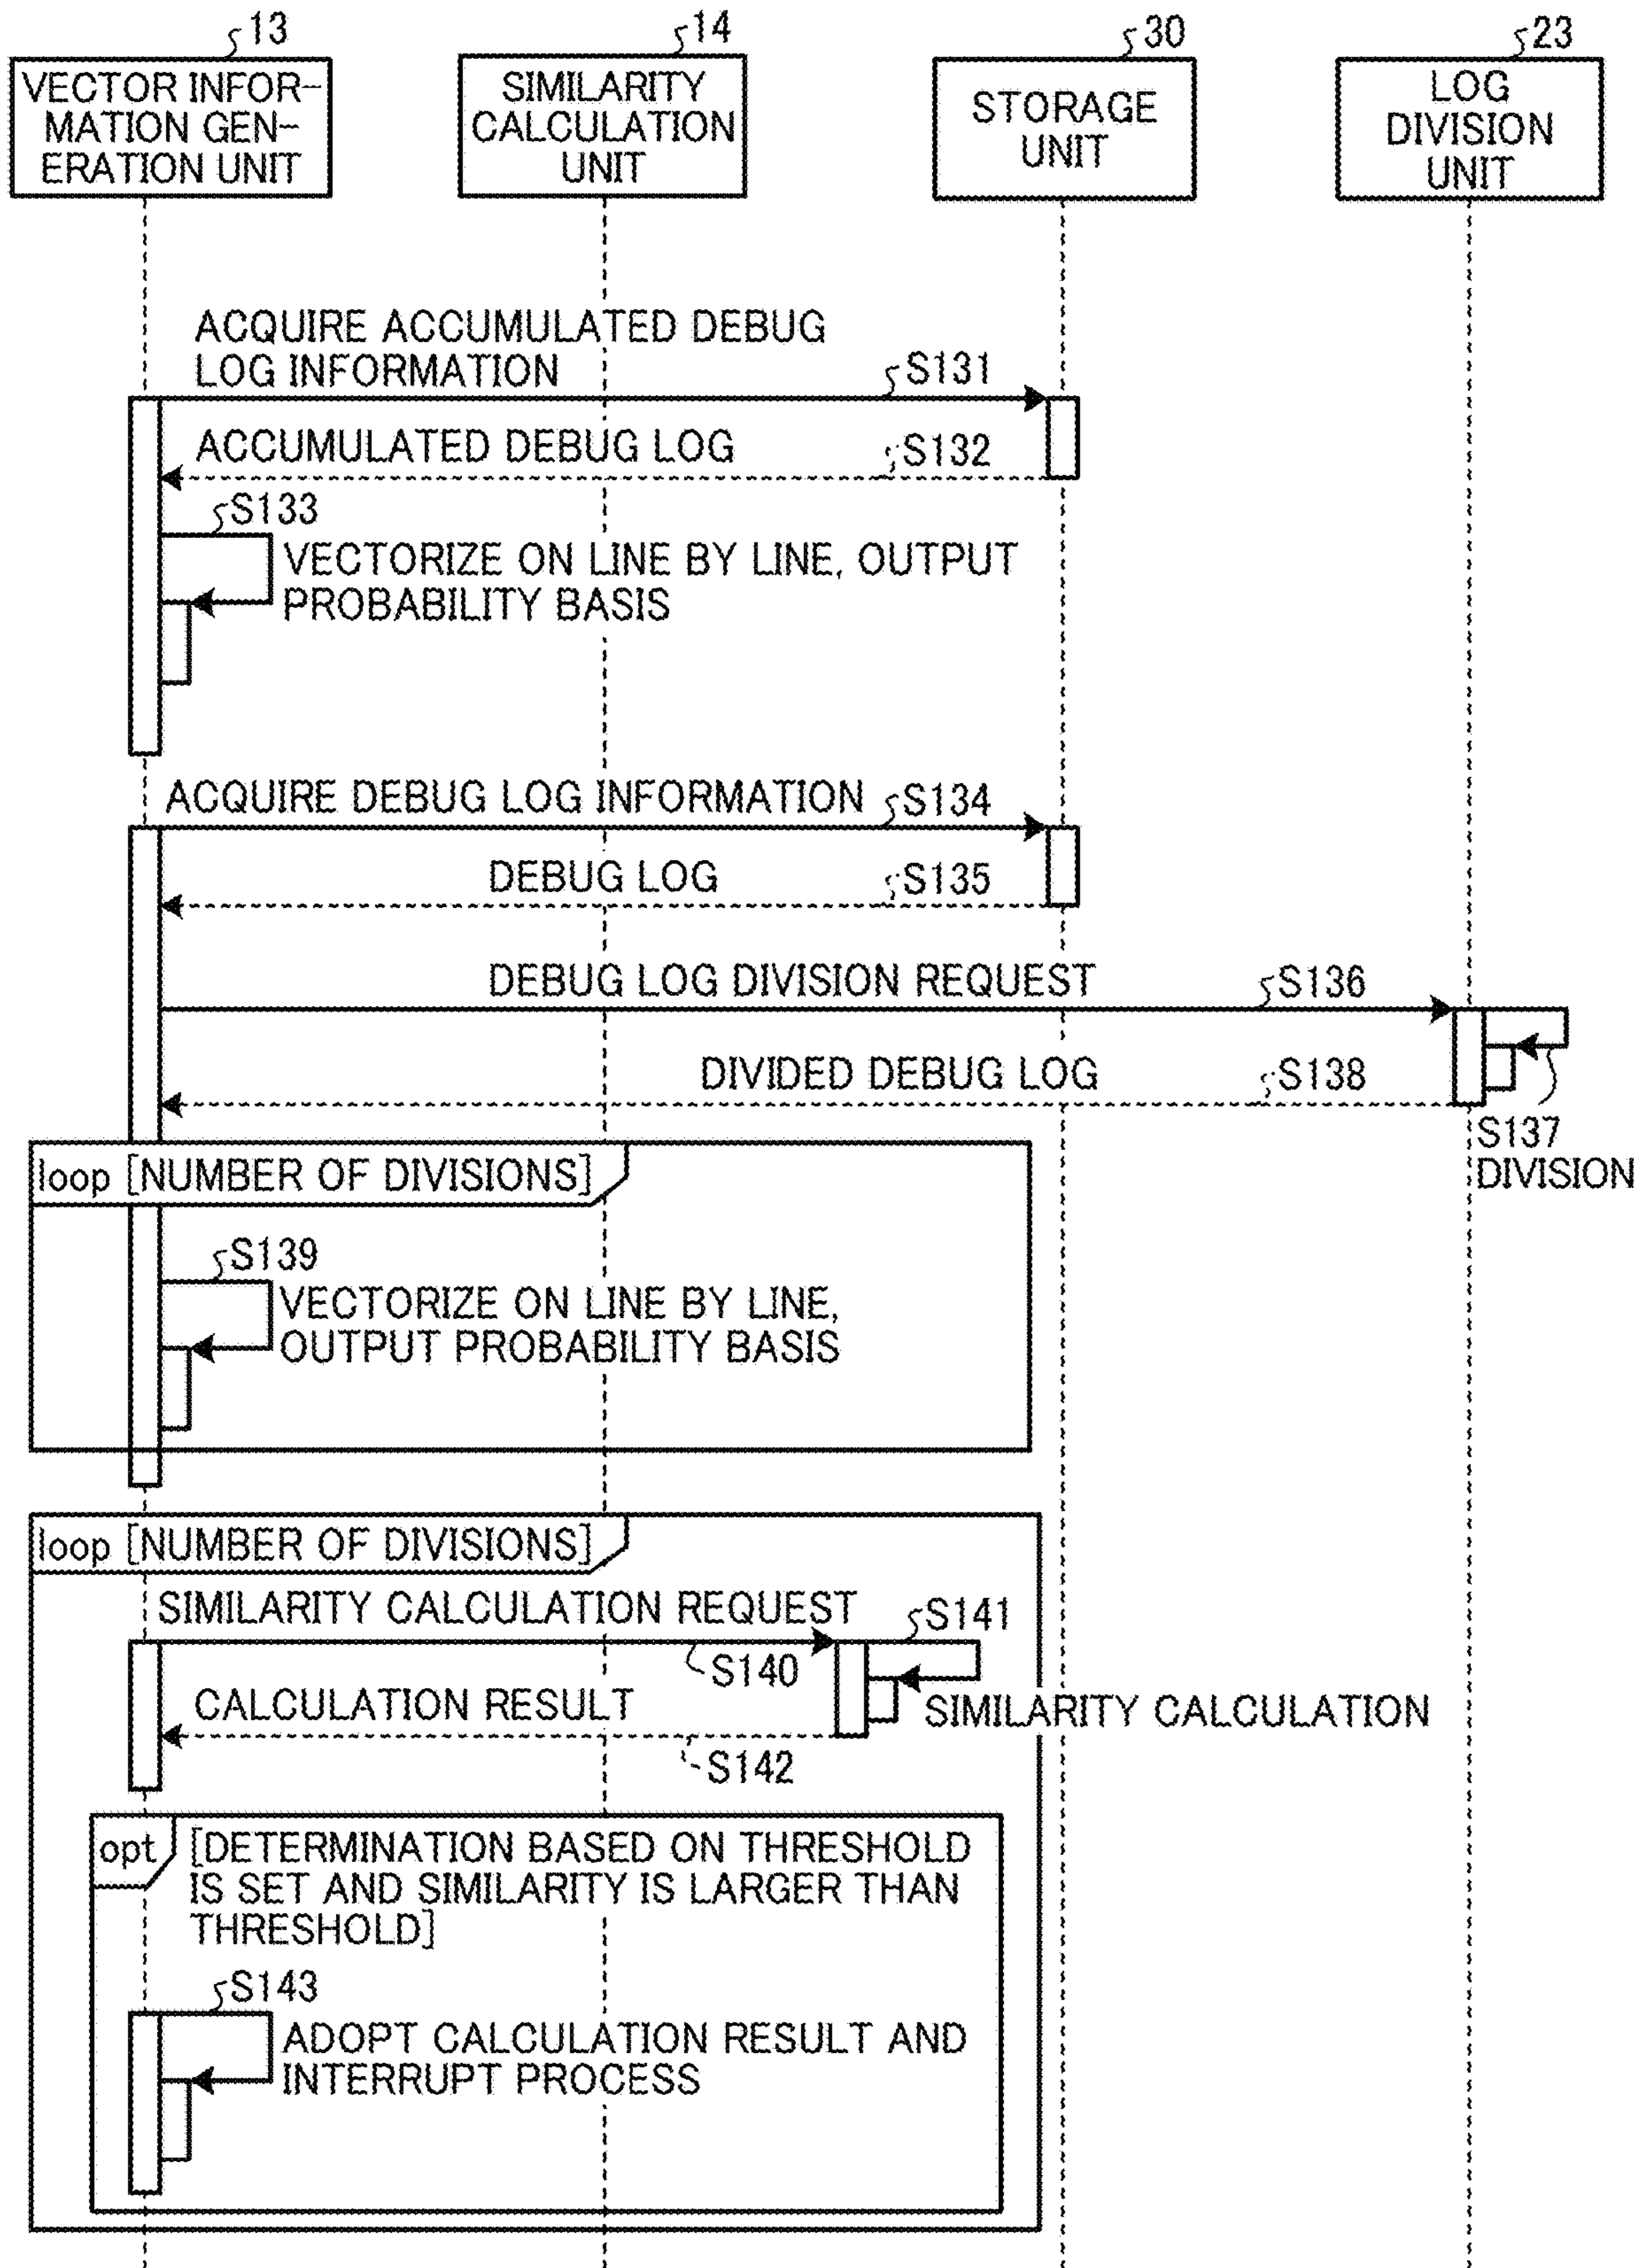 13
VECTOR INFOR-
MATION GEN-
ERATION UNIT
14
SIMILARITY
CALCULATION
UNIT
30
STORAGE
UNIT
23
LOG
DIVISION
UNIT
ACQUIRE ACCUMULATED DEBUG
LOG INFORMATION
S131
ACCUMULATED DEBUG LOG
S132
S133
VECTORIZE ON LINE BY LINE, OUTPUT
PROBABILITY BASIS
ACQUIRE DEBUG LOG INFORMATION
S134
DEBUG LOG
S135
DEBUG LOG DIVISION REQUEST
S136
DIVIDED DEBUG LOG
S138
S137
DIVISION
loop [NUMBER OF DIVISIONS]
S139
VECTORIZE ON LINE BY LINE,
OUTPUT PROBABILITY BASIS
loop [NUMBER OF DIVISIONS]
SIMILARITY CALCULATION REQUEST
S141
S140
CALCULATION RESULT
SIMILARITY CALCULATION
S142
opt [DETERMINATION BASED ON THRESHOLD
IS SET AND SIMILARITY IS LARGER THAN
THRESHOLD]
S143
ADOPT CALCULATION RESULT AND
INTERRUPT PROCESS